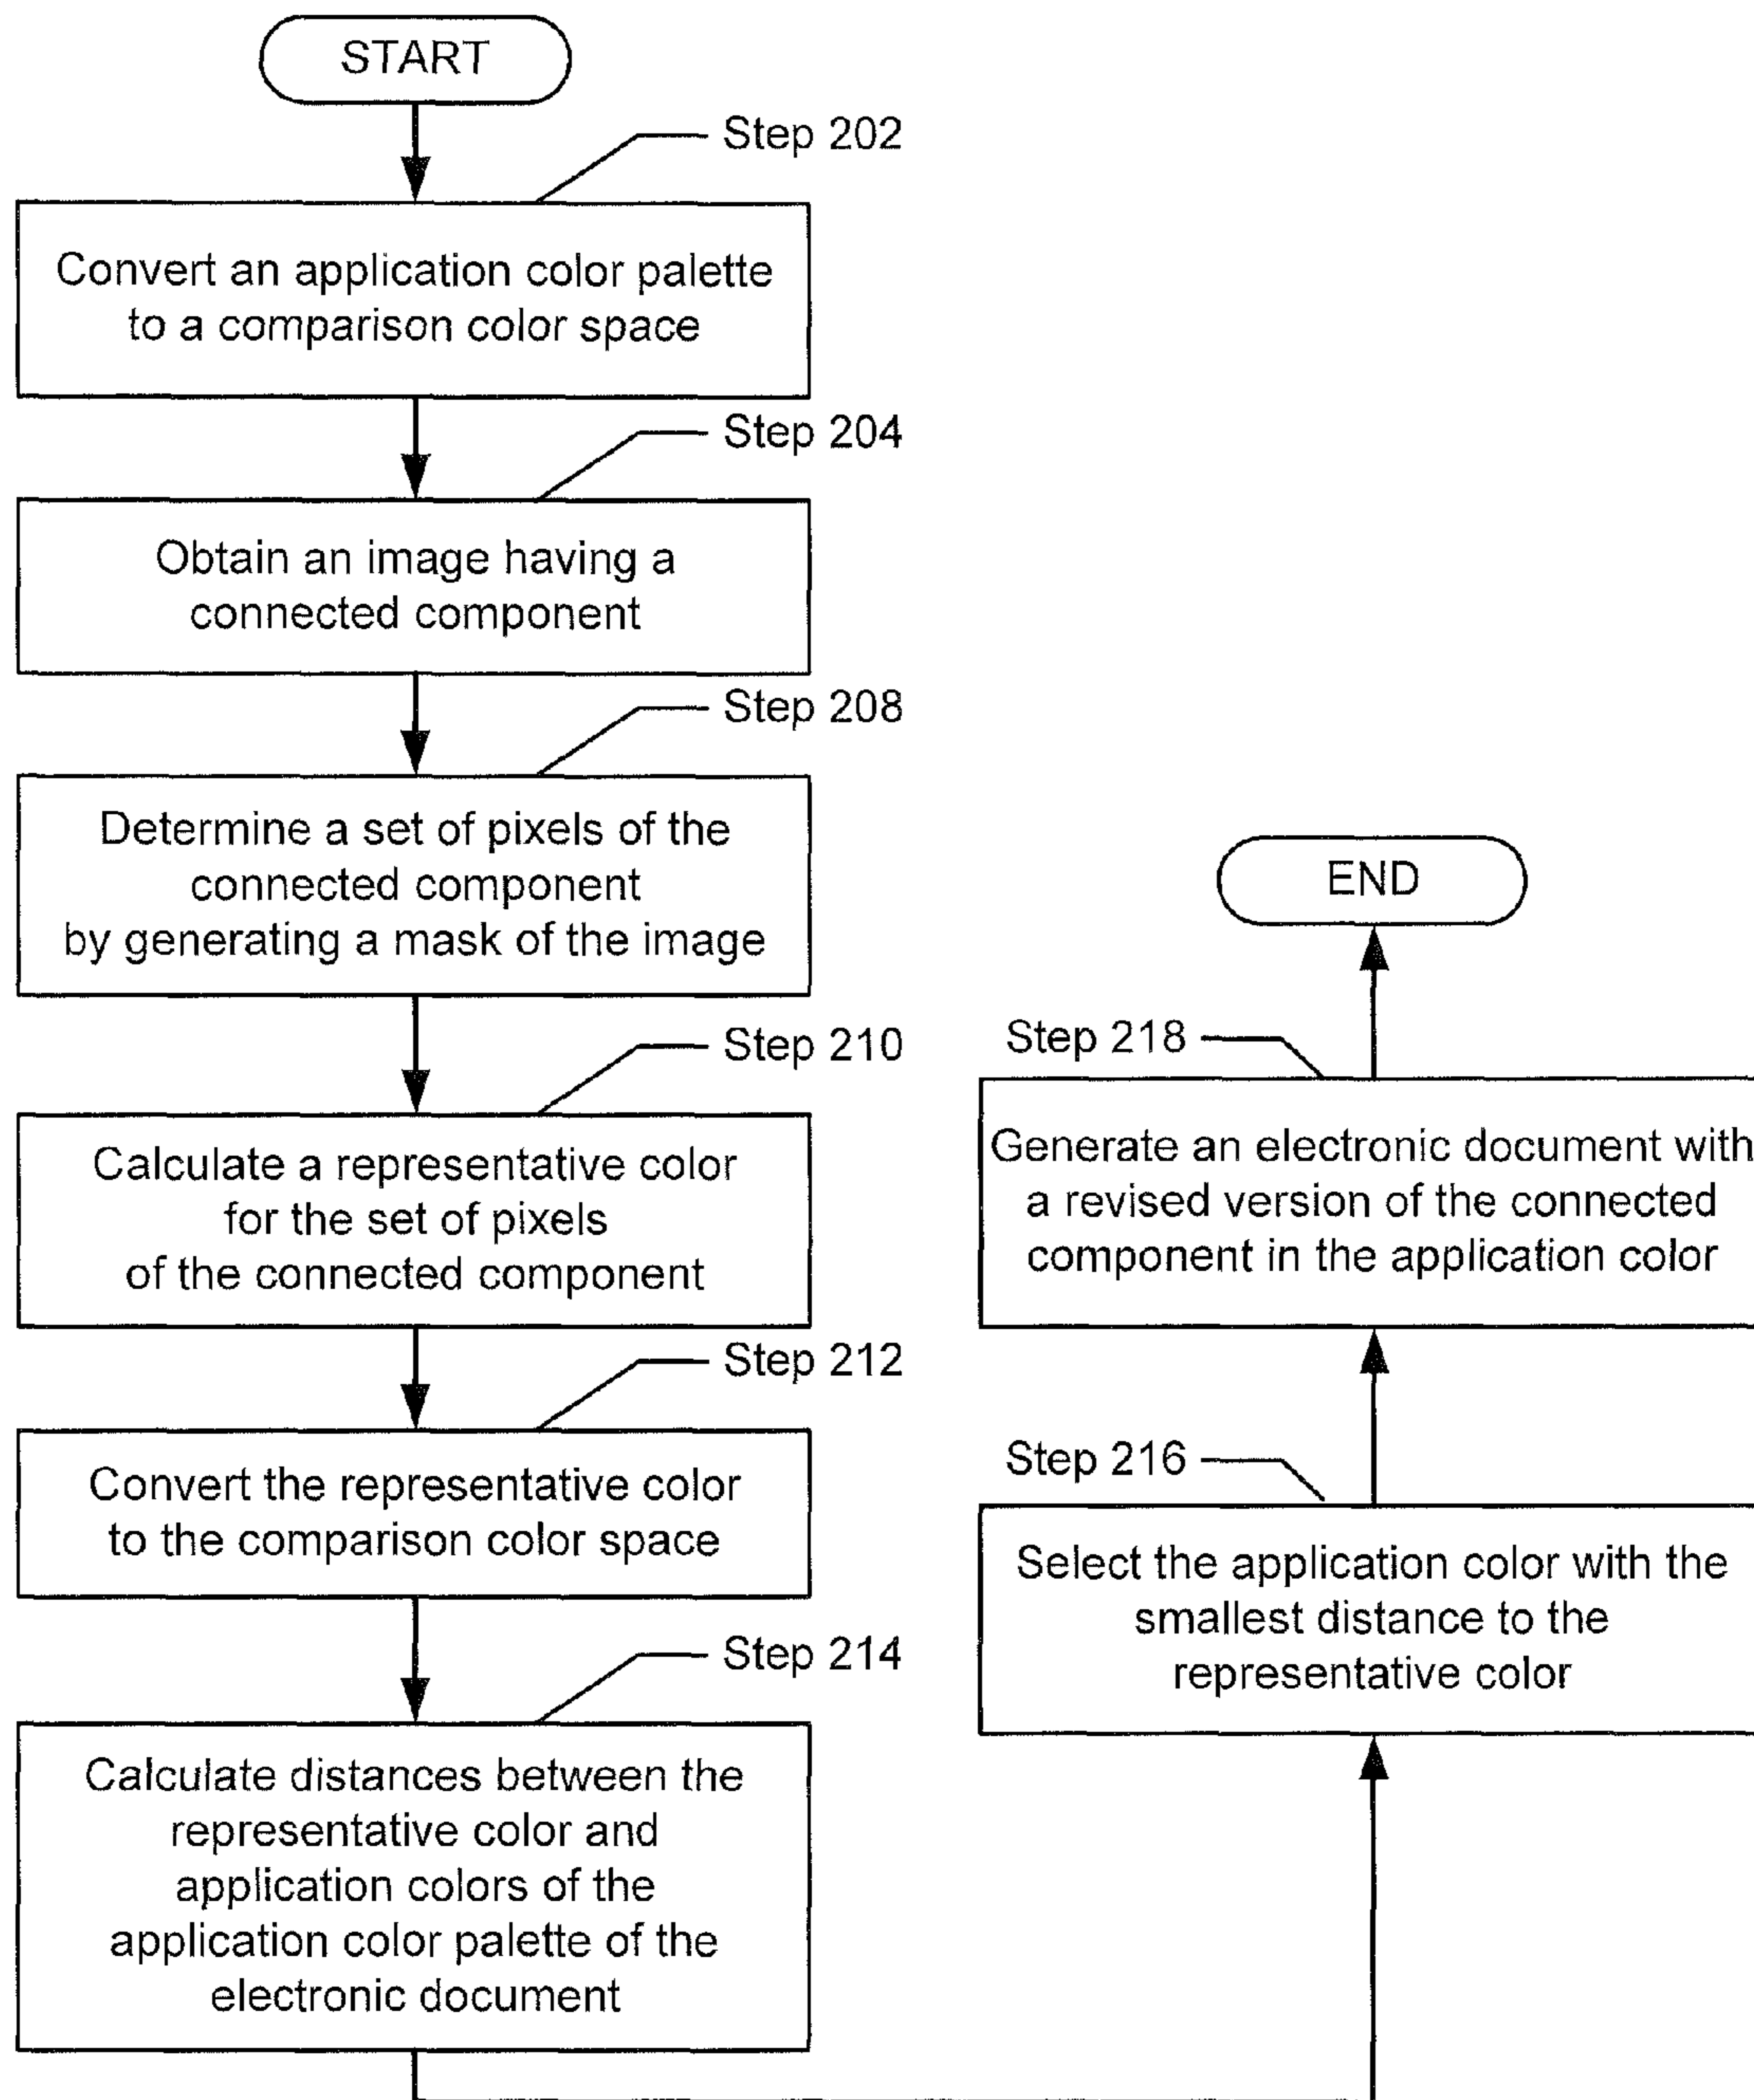 START
Step 202
Convert an application color palette
to a comparison color space
Step 204
Obtain an image having a
connected component
Step 208
Determine a set of pixels of the
connected component
by generating a mask of the image
Step 210
Calculate a representative color
for the set of pixels
of the connected component
Step 212
Convert the representative color
to the comparison color space
Step 214
Calculate distances between the
representative color and
application colors of the
application color palette of the
electronic document
Step 216
Select the application color with the
smallest distance to the
representative color
Step 218
Generate an electronic document with
a revised version of the connected
component in the application color
END